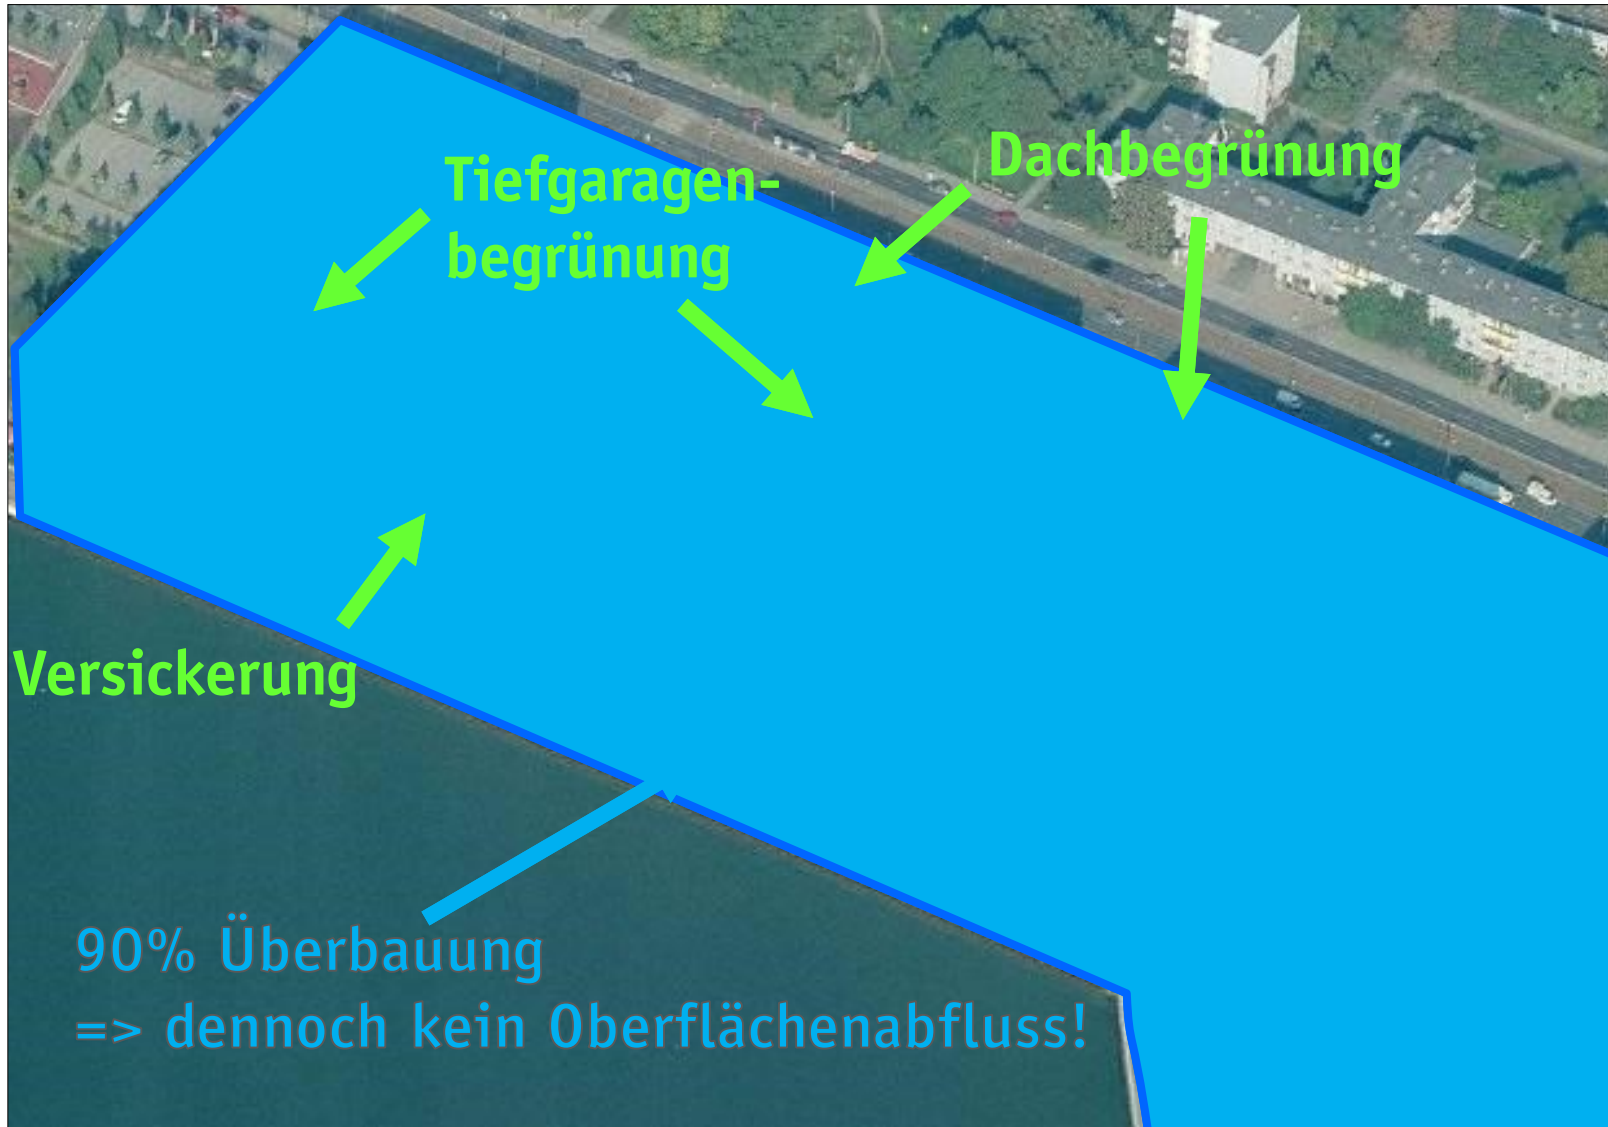 Dachbegrünung
Tiefgaragen-
begrünung
Versickerung
90% Überbauung
=> dennoch kein Oberflächenabfluss!